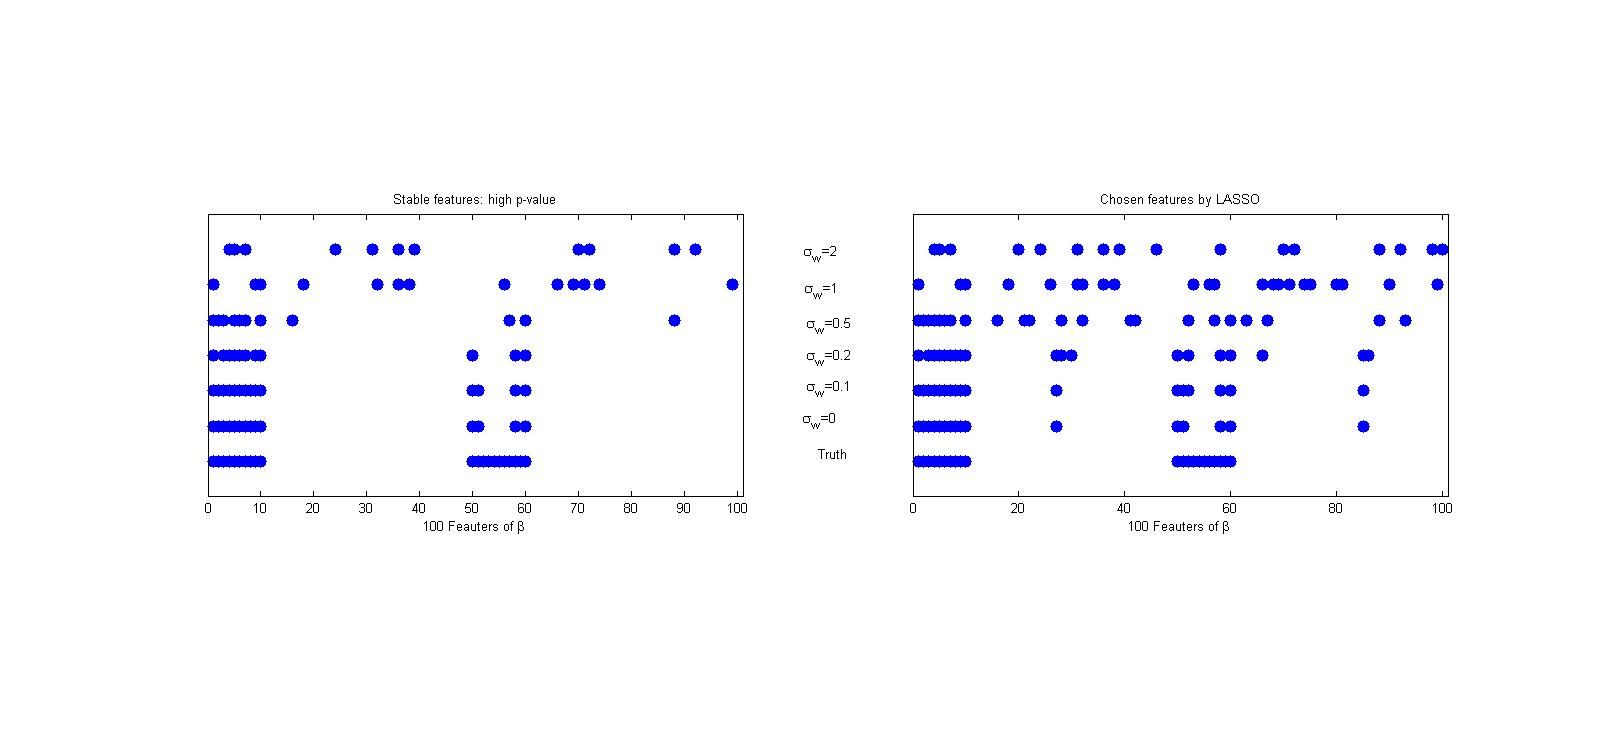 Stable features: high p-value
0 10 20 30 40 50 60 70 80 90 100
100 Feauters of β
σw=2
σw=1
σw=0.5
σw=0.2
σw=0.1
σw=0
Truth
Chosen features by LASSO
0 20 40 60 80 100
100 Feauters of β